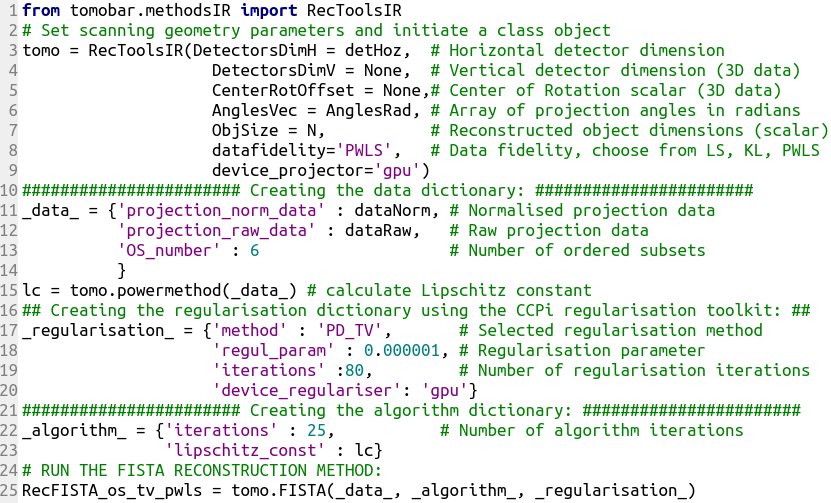 1 from tomobar.methodsIR import RecToolsIR
2 # Set scanning geometry parameters and initiate a class object
3 tomo = RecToolsIR(DetectorsDimH = detHoz,  # Horizontal detector dimension
4                     DetectorsDimV = None,  # Vertical detector dimension (3D data)
5                     CenterRotOffset = None,# Center of Rotation scalar (3D data)
6                     AnglesVec = AnglesRad, # Array of projection angles in radians
7                     ObjSize = N,           # Reconstructed object dimensions (scalar)
8                     datafidelity='PWLS',   # Data fidelity, choose from LS, KL, PWLS
9                     device_projector='gpu')
10 ####################### Creating the data dictionary: #######################
11 _data_ = {'projection_norm_data' : dataNorm, # Normalised projection data
12           'projection_raw_data' : dataRaw,   # Raw projection data
13           'OS_number' : 6                    # Number of ordered subsets
14           }
15 lc = tomo.powermethod(_data_) # calculate Lipschitz constant
16 ## Creating the regularisation dictionary using the CCPi regularisation toolkit: ##
17 _regularisation_ = {'method' : 'PD_TV',       # Selected regularisation method
18                     'regul_param' : 0.000001, # Regularisation parameter
19                     'iterations' :80,         # Number of regularisation iterations
20                     'device_regulariser': 'gpu'}
21 ####################### Creating the algorithm dictionary: #######################
22 _algorithm_ = {'iterations' : 25,           # Number of algorithm iterations
23                'lipschitz_const' : lc}
24 # RUN THE FISTA RECONSTRUCTION METHOD:
25 RecFISTA_os_tv_pwls = tomo.FISTA(_data_, _algorithm_, _regularisation_)